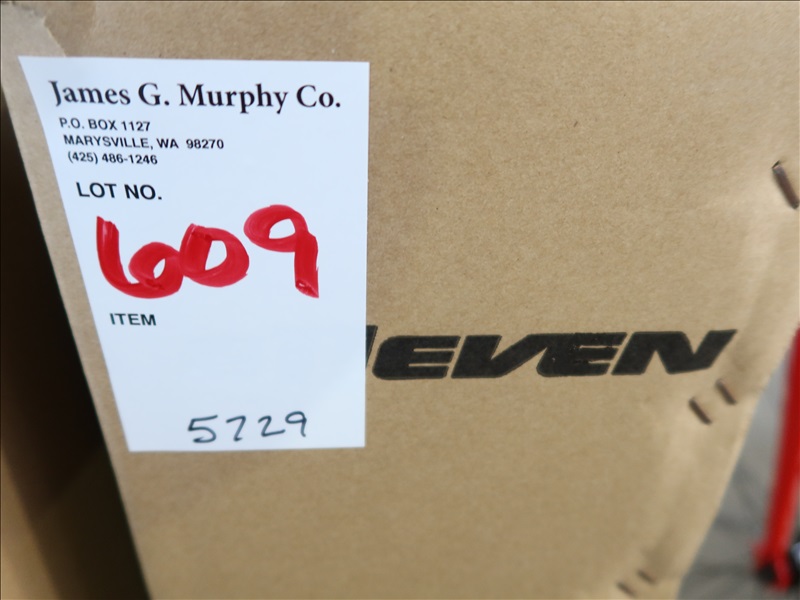 James G. Murphy Co.
P.O. BOX 1127
MARYSVILLE, WA 98270
(425) 486-1246
LOT NO.
609
ITEM
5729